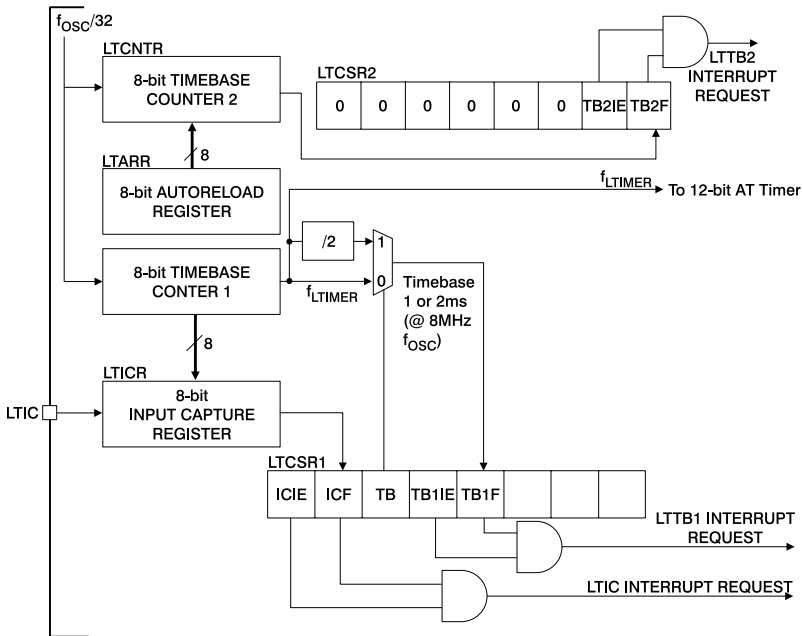 fOSC/32
LTCNTR
8-bit TIMEBASE
COUNTER 2
LTCSR2
0 0 0 0 0 0 TB2IE TB2F
LTTB2
INTERRUPT
REQUEST
8
LTARR
8-bit AUTORELOAD
REGISTER
fLTIMER
To 12-bit AT Timer
/2
1
0
8-bit TIMEBASE
CONTER 1
fLTIMER
Timebase
1 or 2ms
(@ 8MHz
fOSC)
8
LTICR
LTIC
8-bit
INPUT CAPTURE
REGISTER
LTCSR1
ICIE ICF TB TB1IE TB1F
LTTB1 INTERRUPT
REQUEST
LTIC INTERRUPT REQUEST